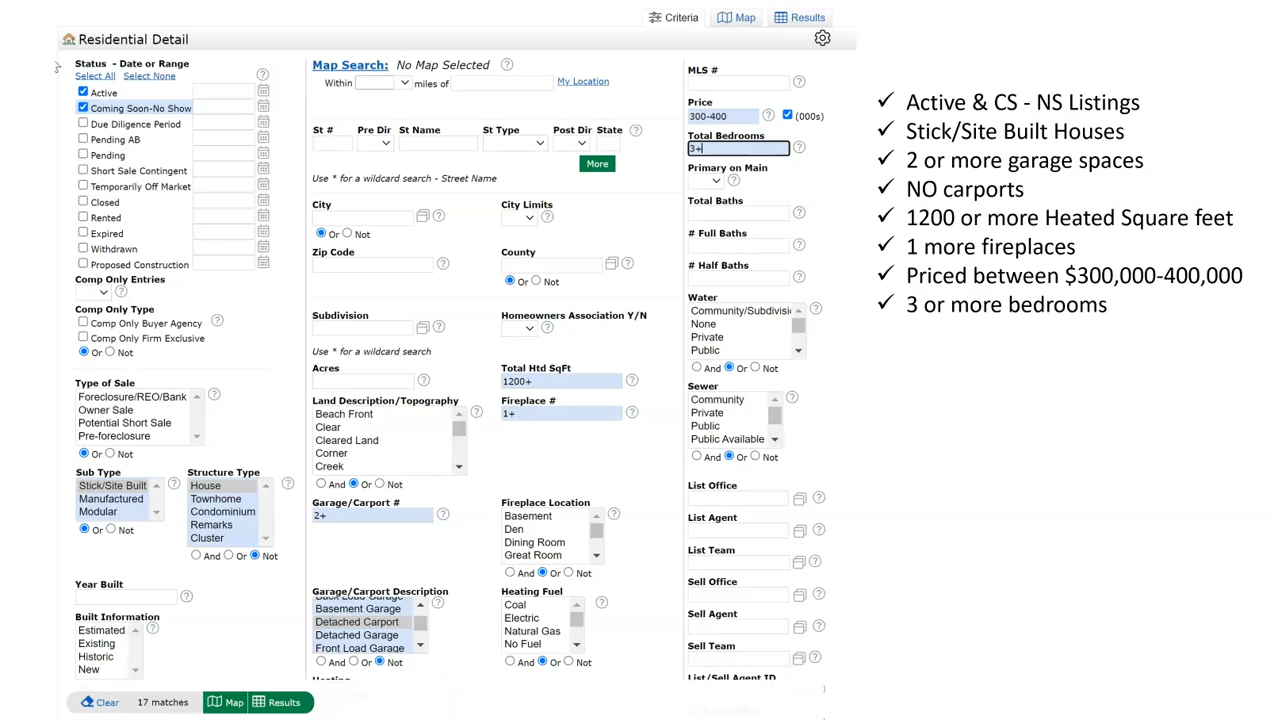 Criteria
Map
Results
Residential Detail
Status - Date or Range
Select All Select None
Active
Coming Soon-No Show
Due Diligence Period
Pending AB
Pending
Short Sale Contingent
Temporarily Off Market
Closed
Rented
Expired
Withdrawn
Proposed Construction
Comp Only Entries
Comp Only Type
Comp Only Buyer Agency
Comp Only Firm Exclusive
Or Not
Type of Sale
Foreclosure/REO/Bank
Owner Sale
Potential Short Sale
Pre-foreclosure
Or Not
Sub Type
Stick/Site Built
Manufactured
Modular
Or Not
Structure Type
House
Townhome
Condominium
Remarks
Cluster
And Or Not
Year Built
Built Information
Estimated
Existing
Historic
New
Map Search: No Map Selected
Within miles of My Location
St # Pre Dir St Name St Type Post Dir State
More
Use * for a wildcard search - Street Name
City
Or Not
City Limits
Zip Code
County
Or Not
Subdivision
Homeowners Association Y/N
Use * for a wildcard search
Acres
Total Htd SqFt
1200+
Land Description/Topography
Beach Front
Clear
Cleared Land
Corner
Creek
And Or Not
Fireplace #
1+
Garage/Carport #
2+
Fireplace Location
Basement
Den
Dining Room
Great Room
And Or Not
Garage/Carport Description
Back Load Garage
Basement Garage
Detached Carport
Detached Garage
Front Load Garage
And Or Not
Heating Fuel
Coal
Electric
Natural Gas
No Fuel
And Or Not
Heating
MLS #
Price
300-400 (000s)
Total Bedrooms
3+
Primary on Main
Total Baths
# Full Baths
# Half Baths
Water
Community/Subdivisi
None
Private
Public
And Or Not
Sewer
Community
Private
Public
Public Available
And Or Not
List Office
List Agent
List Team
Sell Office
Sell Agent
Sell Team
List/Sell Agent ID
Clear 17 matches Map Results
✓ Active & CS - NS Listings
✓ Stick/Site Built Houses
✓ 2 or more garage spaces
✓ NO carports
✓ 1200 or more Heated Square feet
✓ 1 more fireplaces
✓ Priced between $300,000-400,000
✓ 3 or more bedrooms